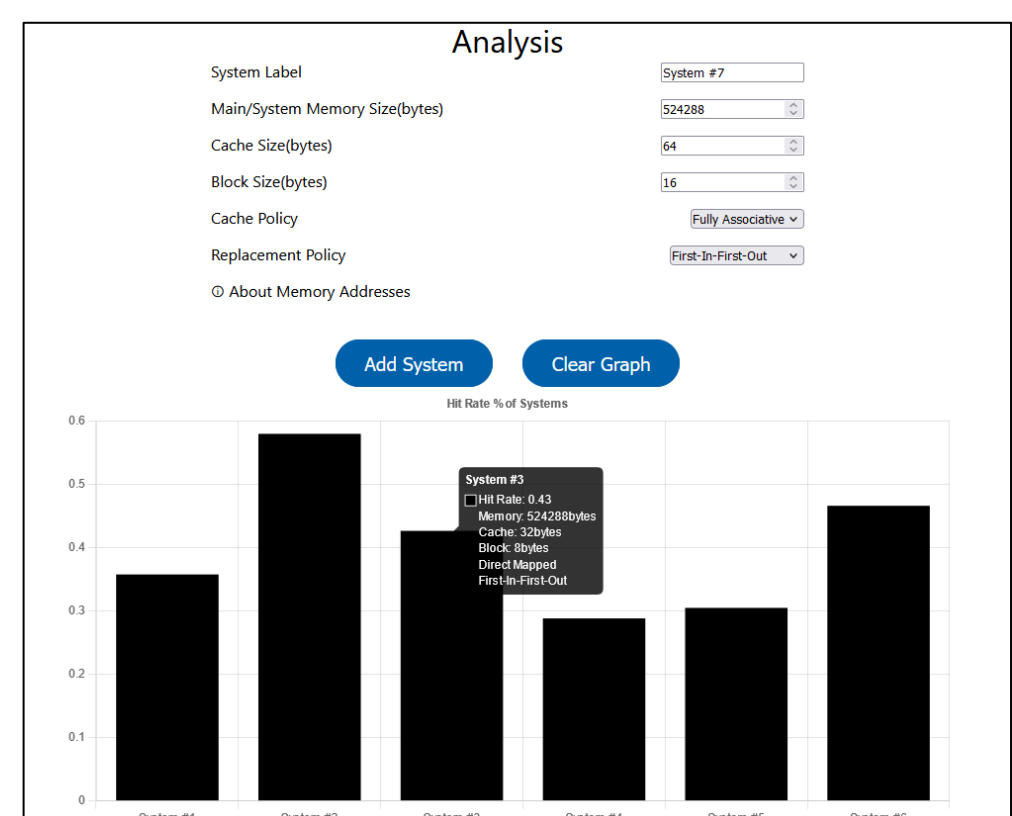 Analysis
System Label
System #7
Main/System Memory Size(bytes)
524288
Cache Size(bytes)
64
Block Size(bytes)
16
Cache Policy
Fully Associative
Replacement Policy
First-In-First-Out
About Memory Addresses
Add System
Clear Graph
Hit Rate % of Systems
0.6
0.5
0.4
0.3
0.2
0.1
0
System #3
Hit Rate: 0.43
Memory: 524288bytes
Cache: 32bytes
Block: 8bytes
Direct Mapped
First-In-First-Out